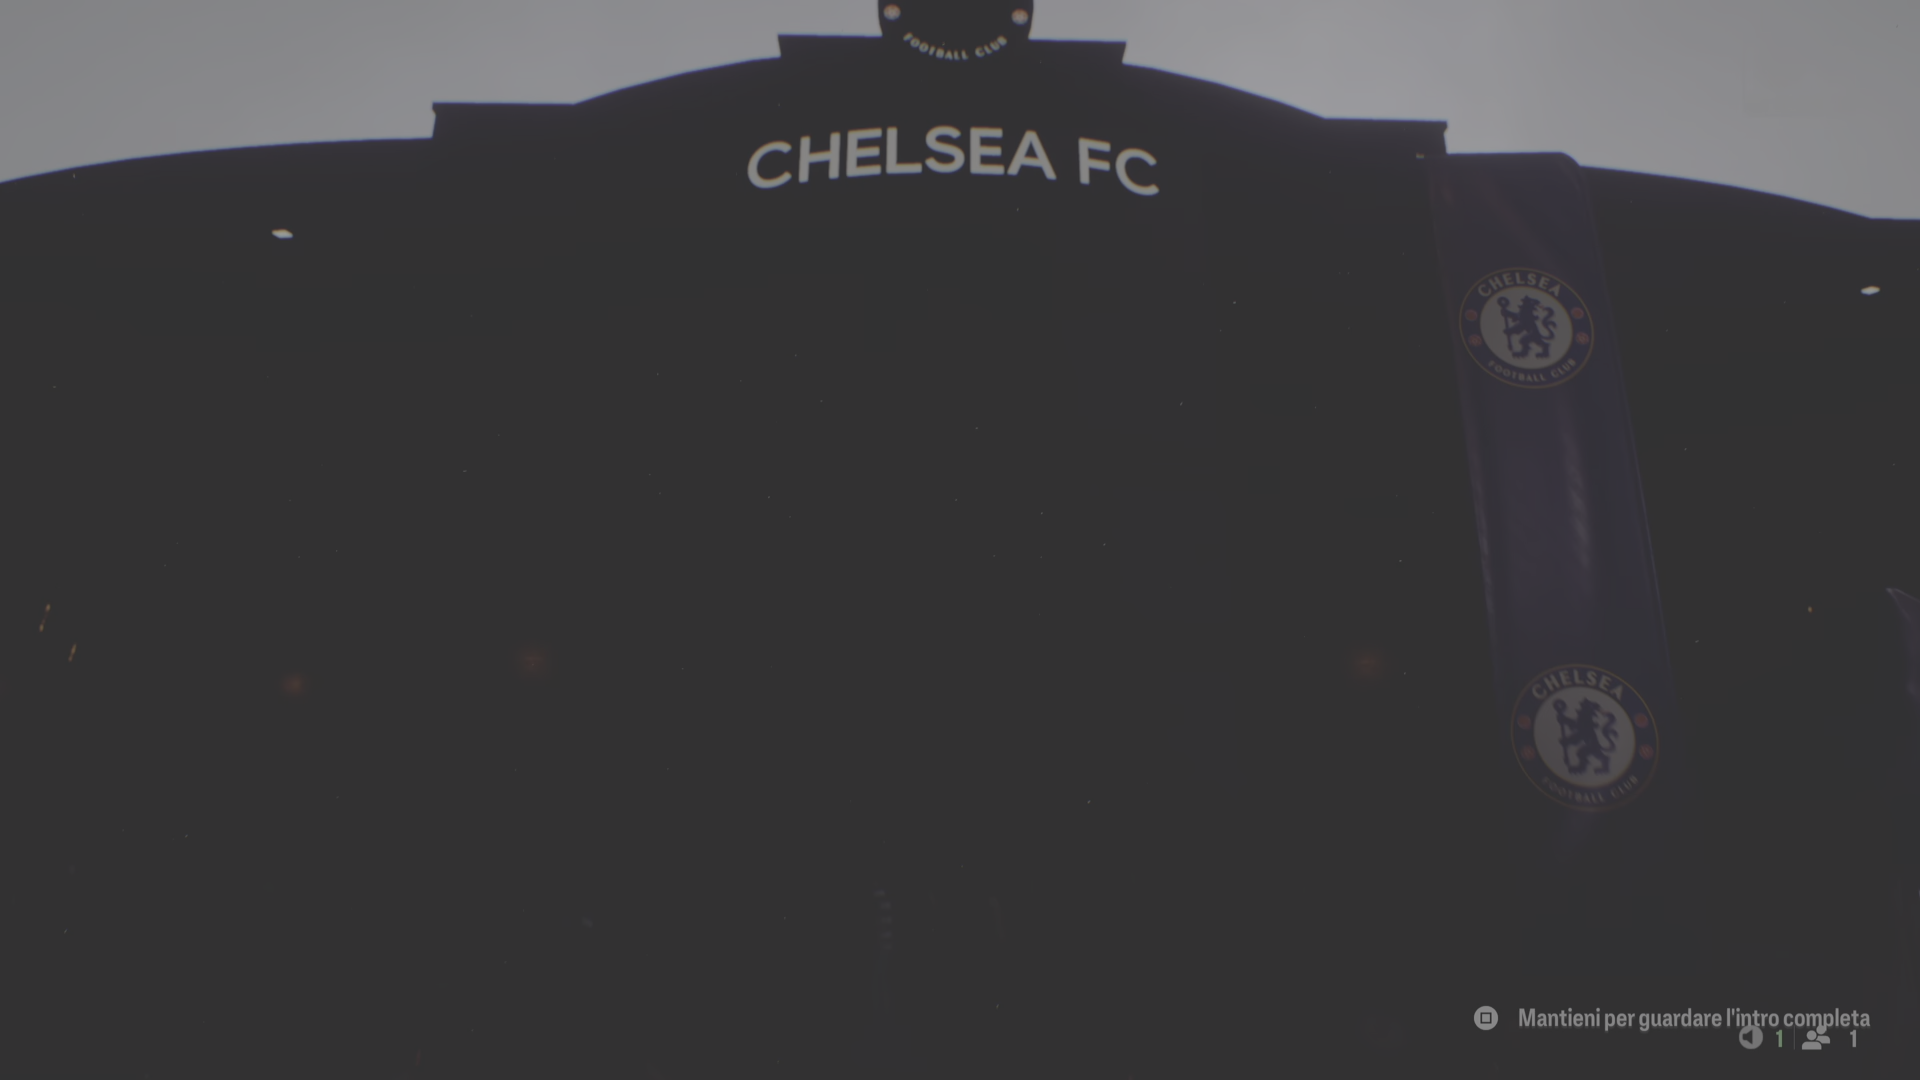 FOOTBALL CLUB
CHELSEA FC
CHELSEA
FOOTBALL CLUB
CHELSEA
FOOTBALL CLUB
Mantieni per guardare l'intro completa
1 1